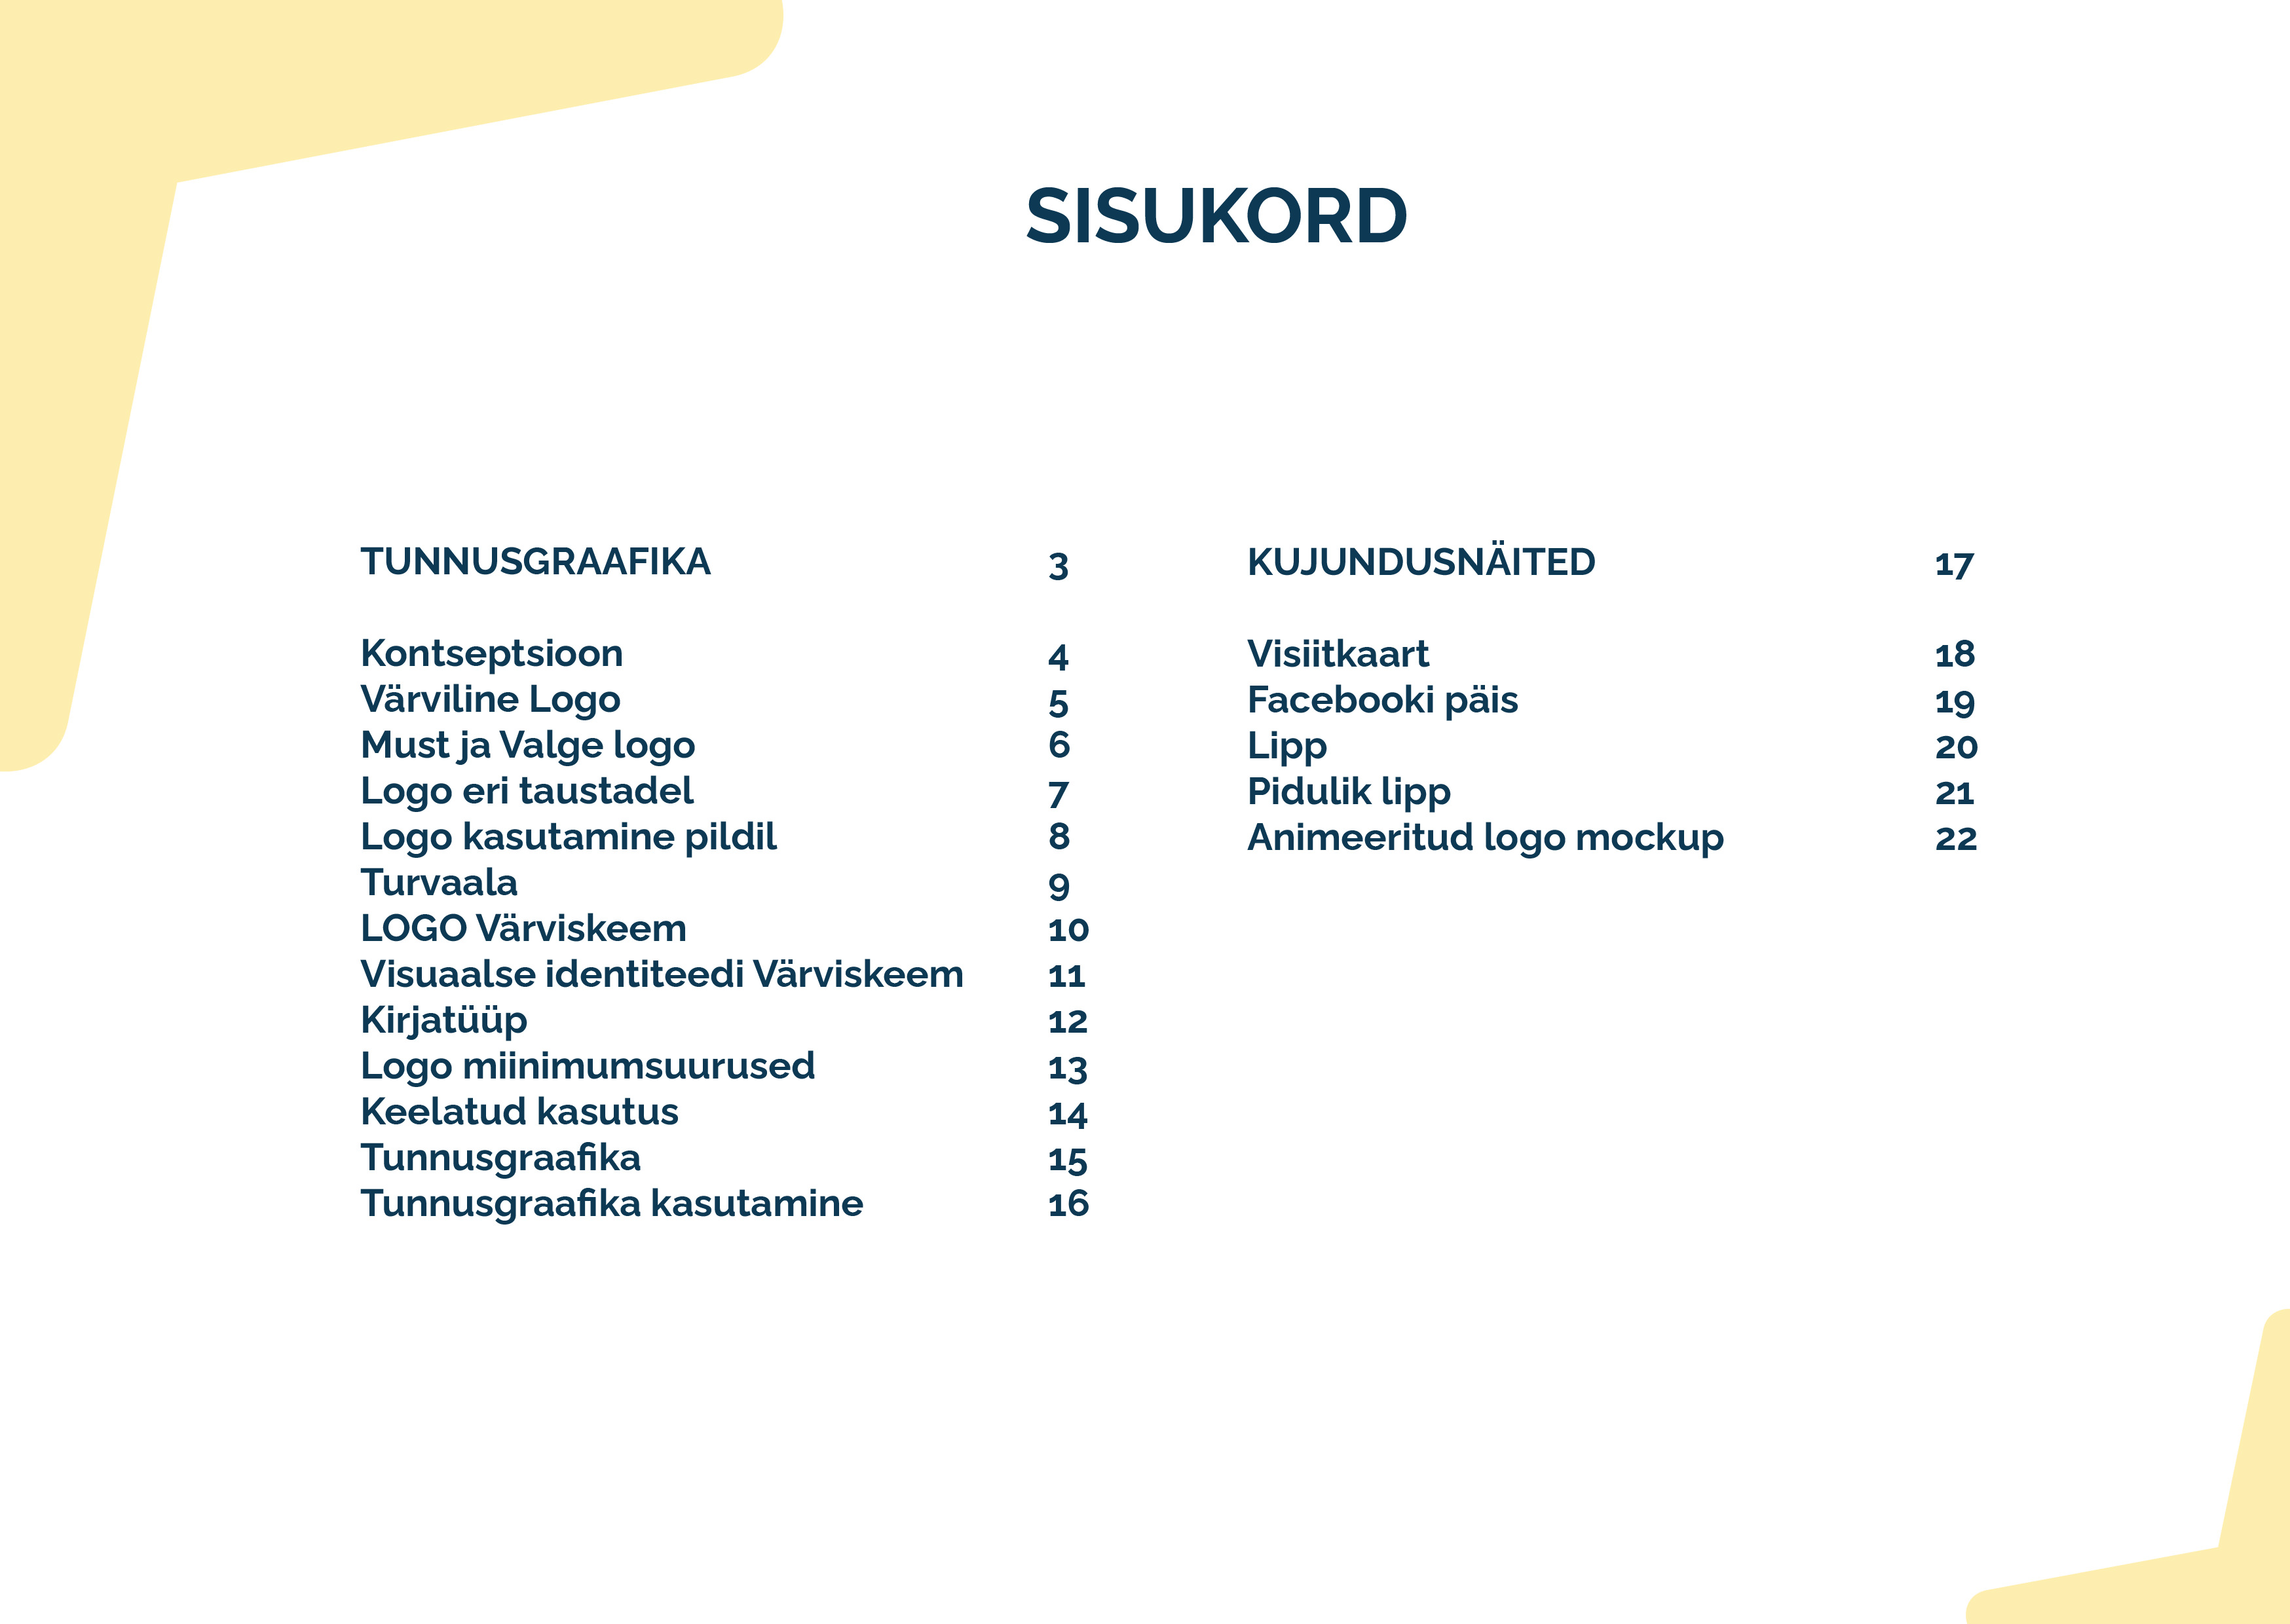 SISUKORD
TUNNUSGRAAFIKA 3
Kontseptsioon 4
Värviline Logo 5
Must ja Valge logo 6
Logo eri taustadel 7
Logo kasutamine pildil 8
Turvaala 9
LOGO Värviskeem 10
Visuaalse identiteedi Värviskeem 11
Kirjatüüp 12
Logo miinimumsuurused 13
Keelatud kasutus 14
Tunnusgraafika 15
Tunnusgraafika kasutamine 16
KUJUNDUSNÄITED 17
Visiitkaart 18
Facebooki päis 19
Lipp 20
Pidulik lipp 21
Animeeritud logo mockup 22